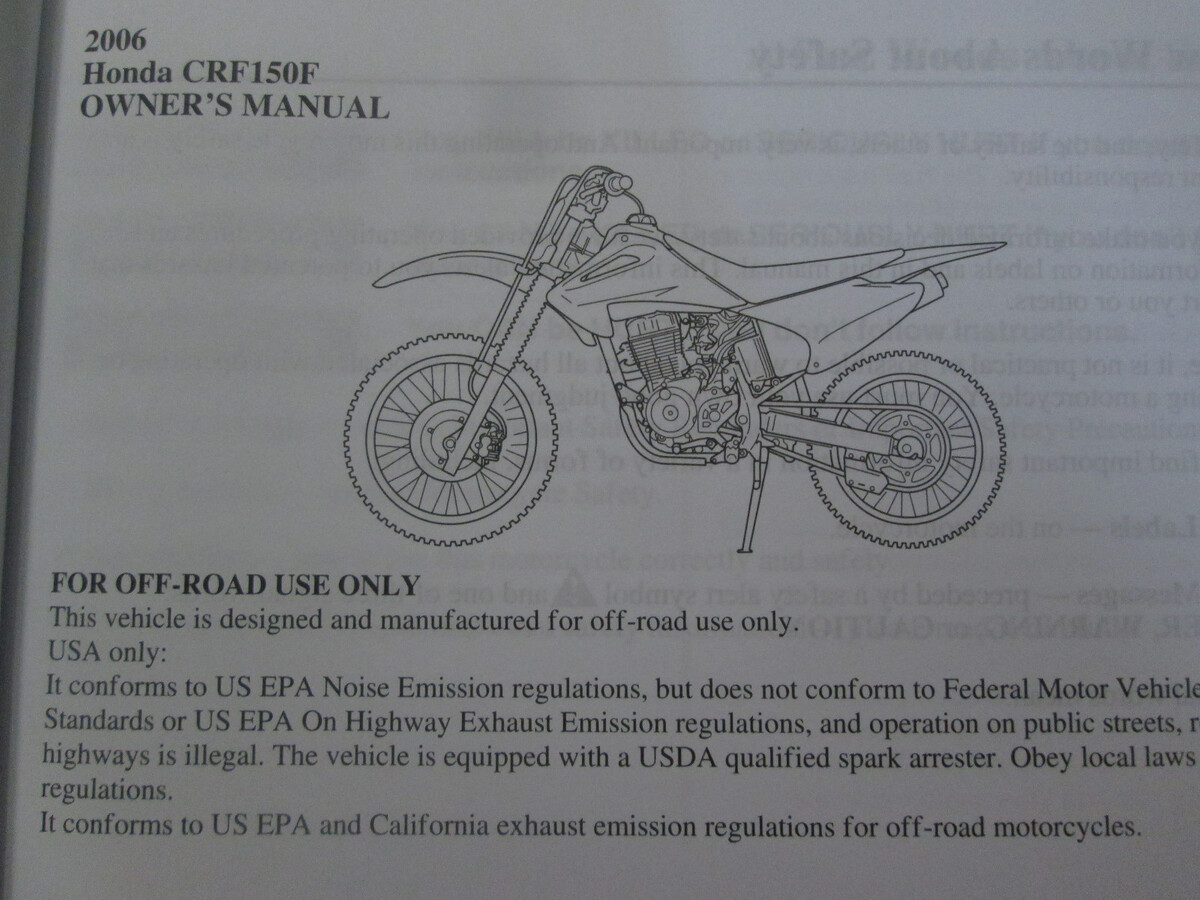 2006
Honda CRF150F
OWNER'S MANUAL
FOR OFF-ROAD USE ONLY
This vehicle is designed and manufactured for off-road use only.
USA only:
It conforms to US EPA Noise Emission regulations, but does not conform to Federal Motor Vehicle
Standards or US EPA On Highway Exhaust Emission regulations, and operation on public streets,
highways is illegal. The vehicle is equipped with a USDA qualified spark arrester. Obey local laws
regulations.
It conforms to US EPA and California exhaust emission regulations for off-road motorcycles.